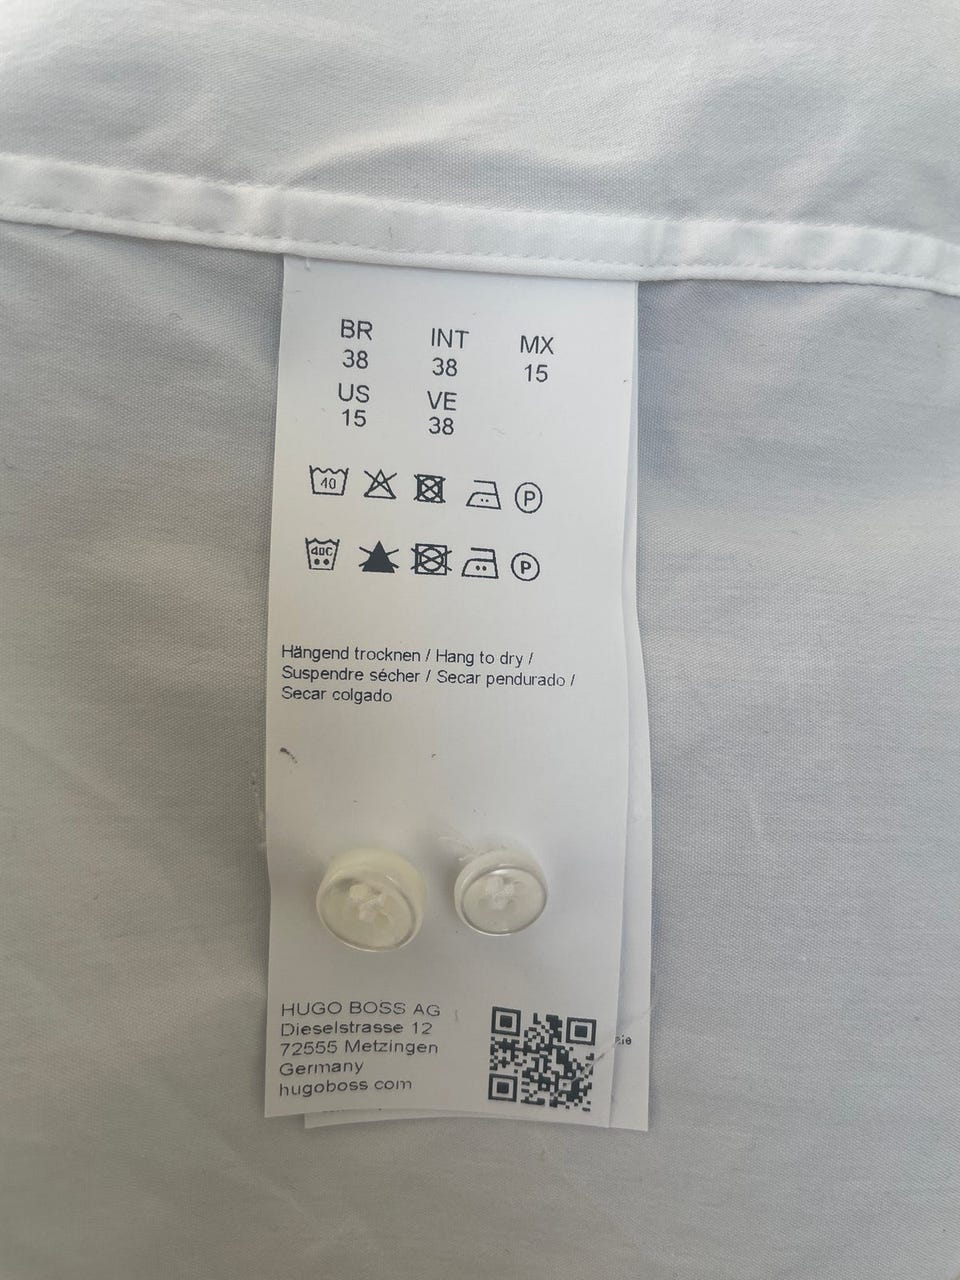 BR INT MX
38 38 15
US VE
15 38
40 P
40C P
Hängend trocknen / Hang to dry /
Suspendre sécher / Secar pendurado /
Secar colgado
HUGO BOSS AG
Dieselstrasse 12
72555 Metzingen
Germany
hugoboss com